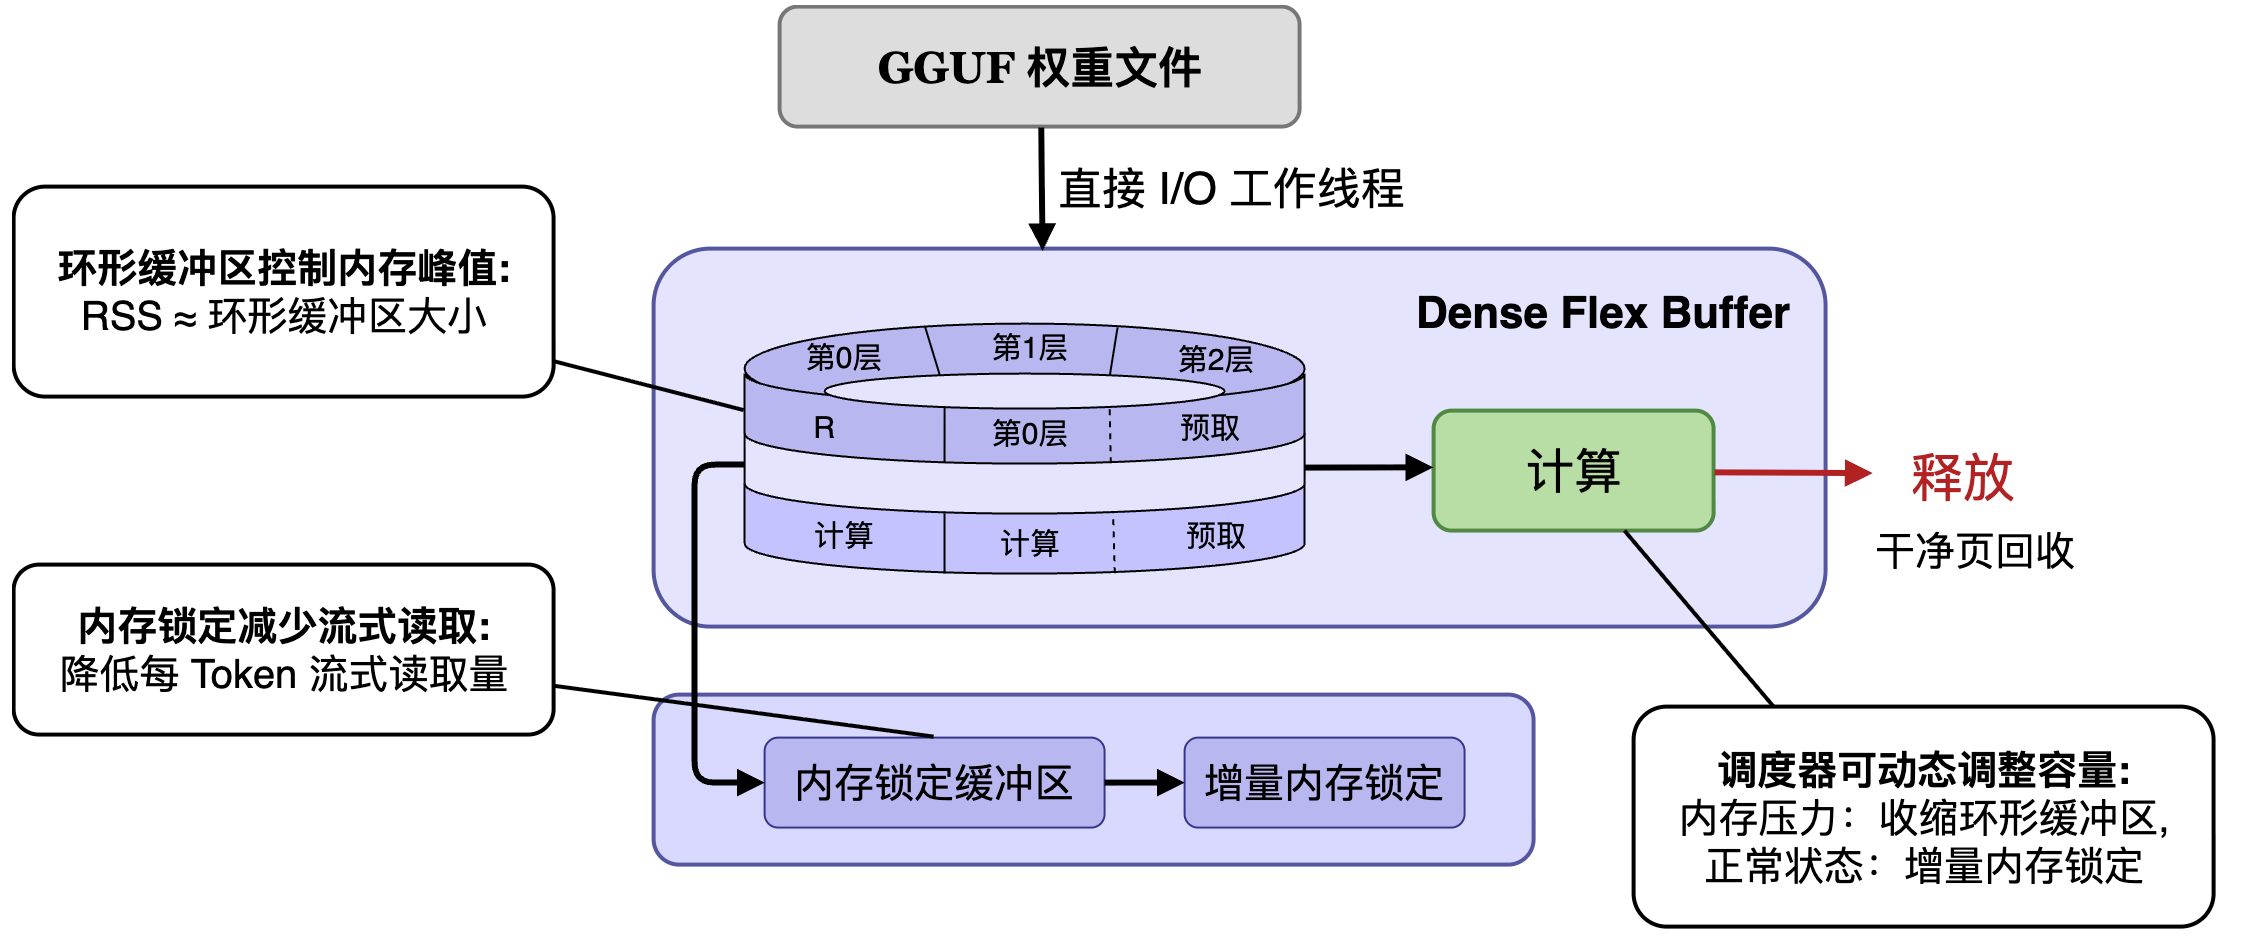 GGUF 权重文件
直接 I/O 工作线程
环形缓冲区控制内存峰值:
RSS ≈ 环形缓冲区大小
Dense Flex Buffer
第0层
第1层
第2层
R
第0层
预取
计算
计算
预取
计算
释放
干净页回收
内存锁定减少流式读取:
降低每 Token 流式读取量
内存锁定缓冲区
增量内存锁定
调度器可动态调整容量:
内存压力：收缩环形缓冲区,
正常状态：增量内存锁定